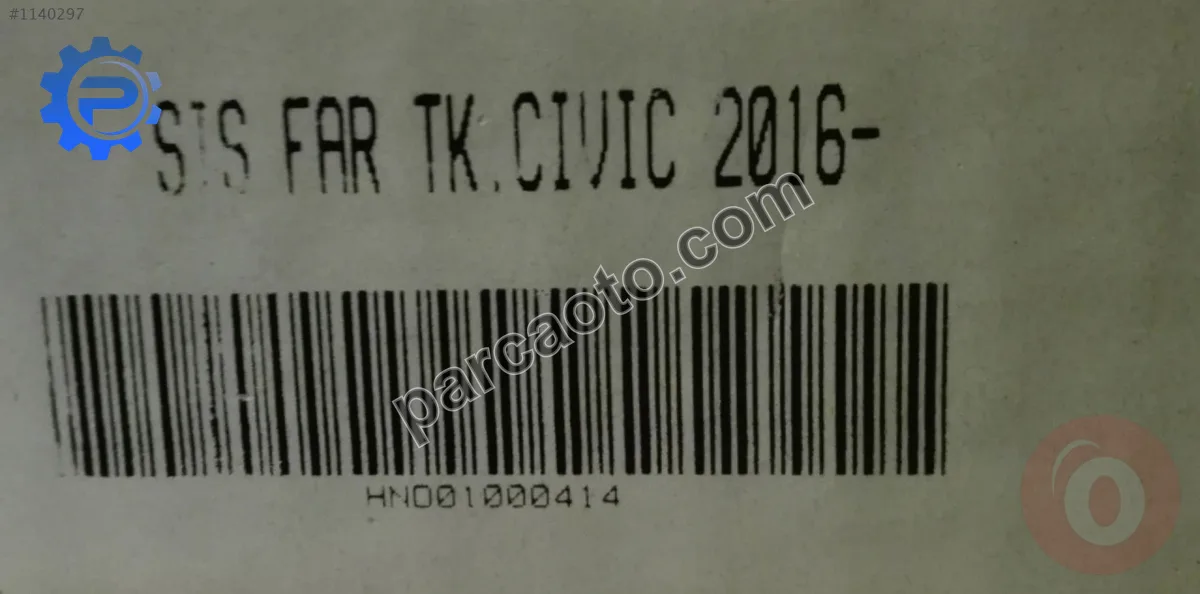 #1140297
SIS FAR TK.CIVIC 2016-
parcaoto.com
HN001000414